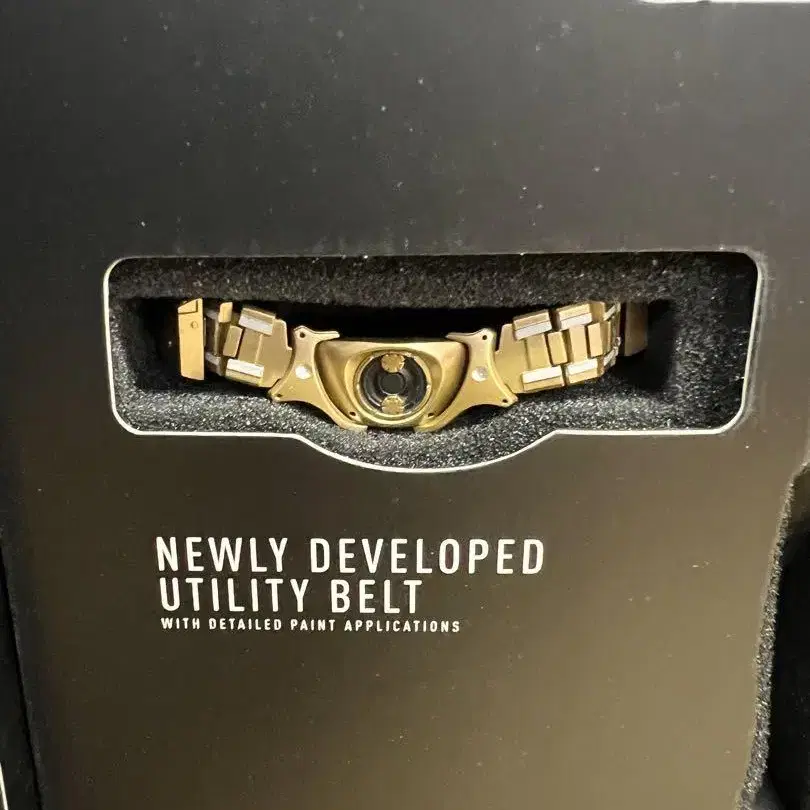 NEWLY DEVELOPED
UTILITY BELT
WITH DETAILED PAINT APPLICATIONS